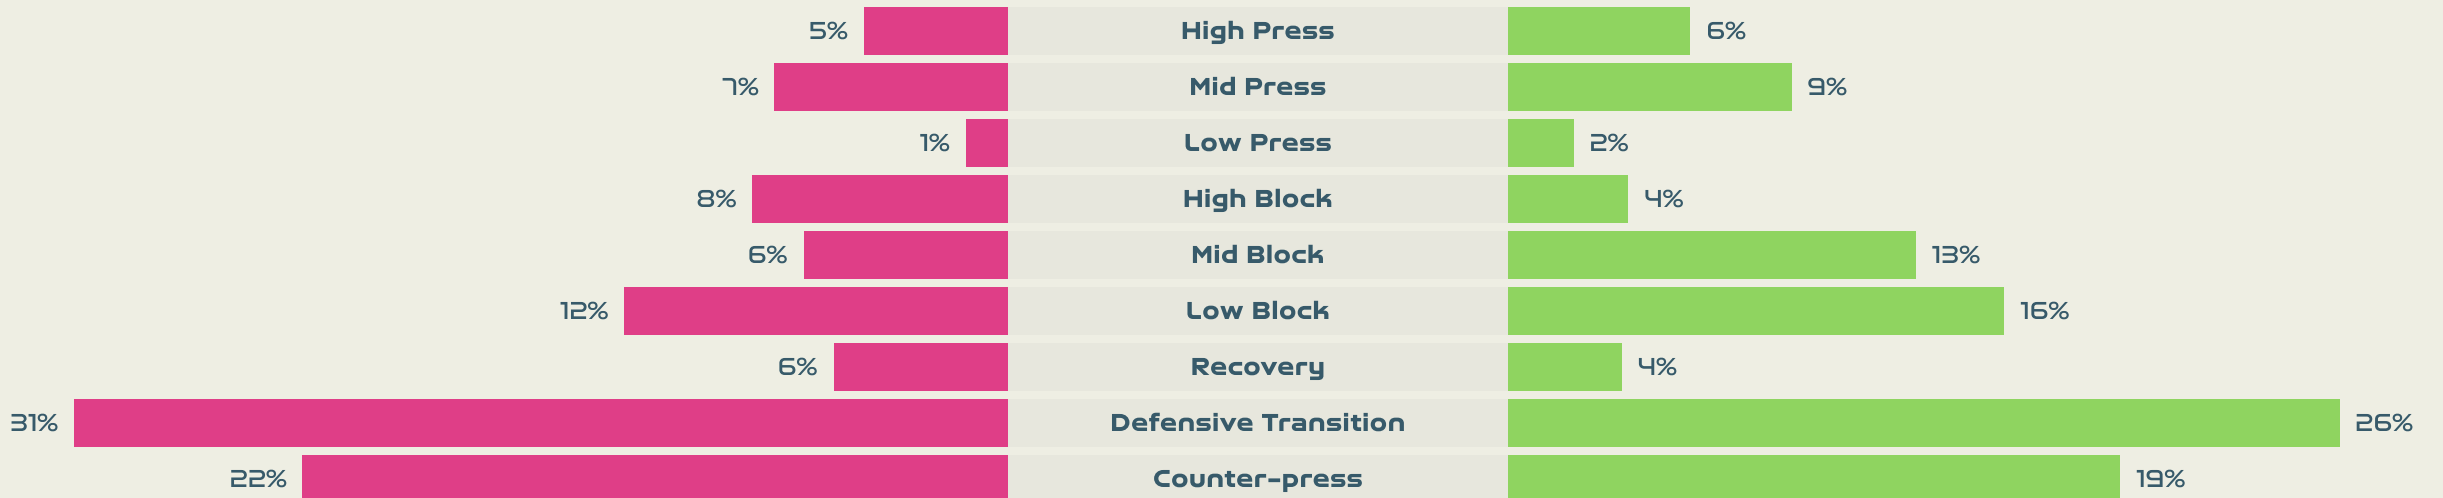 5% High Press 6%
7% Mid Press 9%
1% Low Press 2%
8% High Block 4%
6% Mid Block 13%
12% Low Block 16%
6% Recovery 4%
31% Defensive Transition 26%
22% Counter-press 19%